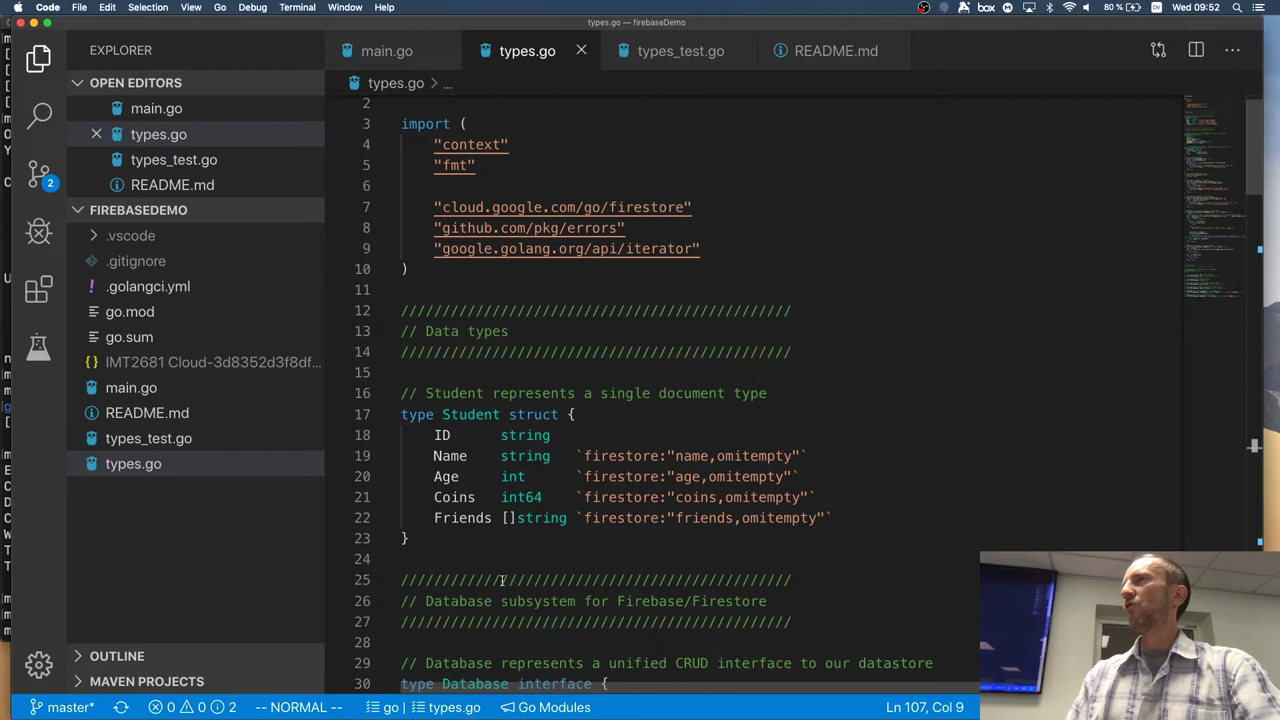 Code File Edit Selection View Go Debug Terminal Window Help
box 80 % DV Wed 09:52
types.go — firebaseDemo
EXPLORER
OPEN EDITORS
main.go
types.go
types_test.go
README.md
FIREBASEDEMO
.vscode
.gitignore
.golangci.yml
go.mod
go.sum
{} IMT2681 Cloud-3d8352d3f8df...
main.go
README.md
types_test.go
types.go
OUTLINE
MAVEN PROJECTS
2
main.go types.go types_test.go README.md
types.go > ...
2
3 import (
4 "context"
5 "fmt"
6
7 "cloud.google.com/go/firestore"
8 "github.com/pkg/errors"
9 "google.golang.org/api/iterator"
10 )
11
12 ///////////////////////////////////////////////
13 // Data types
14 ///////////////////////////////////////////////
15
16 // Student represents a single document type
17 type Student struct {
18 ID string
19 Name string `firestore:"name,omitempty"`
20 Age int `firestore:"age,omitempty"`
21 Coins int64 `firestore:"coins,omitempty"`
22 Friends []string `firestore:"friends,omitempty"`
23 }
24
25 ///////////////////////////////////////////////
26 // Database subsystem for Firebase/Firestore
27 ///////////////////////////////////////////////
28
29 // Database represents a unified CRUD interface to our datastore
30 type Database interface {
master* 0 0 2 -- NORMAL -- go | types.go Go Modules Ln 107, Col 9